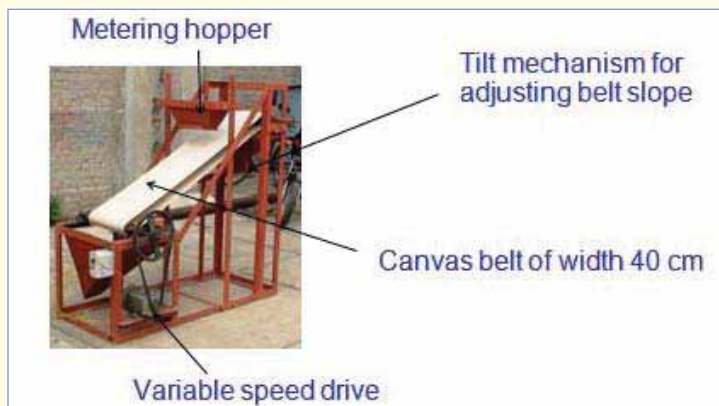 Metering hopper
Tilt mechanism for
adjusting belt slope
Canvas belt of width 40 cm
Variable speed drive